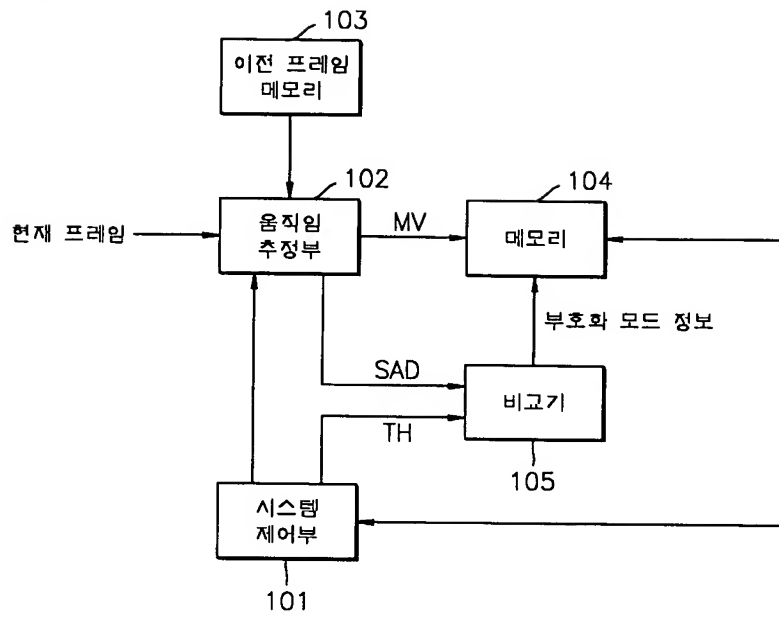 103
이전 프레임
메모리
102
104
현재 프레임
움직임
추정부
MV
메모리
부호화 모드 정보
SAD
비교기
TH
105
시스템
제어부
101